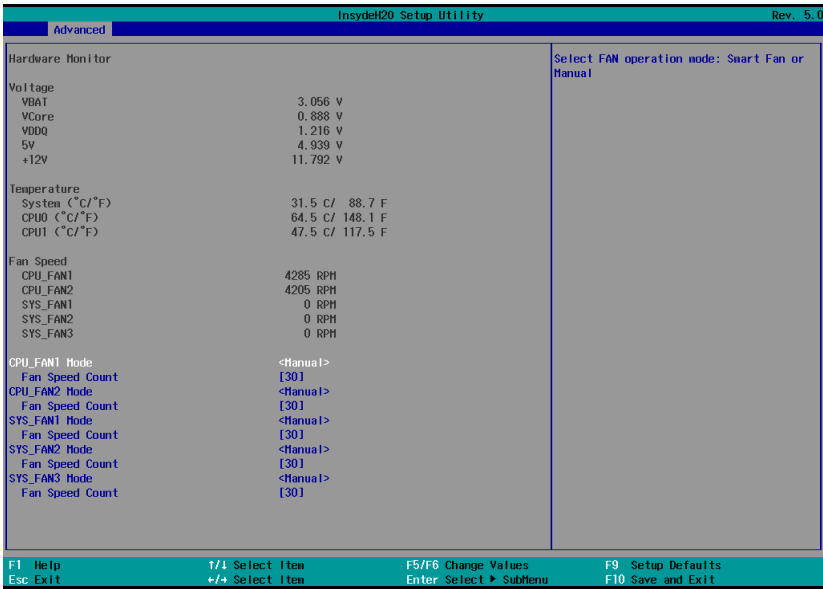 InsydeH20 Setup Utility Rev. 5.0
Advanced
Hardware Monitor
Select FAN operation mode: Smart Fan or
Manual
Voltage
VBAT 3.056 V
VCore 0.888 V
VDDQ 1.216 V
5V 4.939 V
+12V 11.792 V
Temperature
System (°C/°F) 31.5 C/ 88.7 F
CPU0 (°C/°F) 64.5 C/ 148.1 F
CPU1 (°C/°F) 47.5 C/ 117.5 F
Fan Speed
CPU_FAN1 4285 RPM
CPU_FAN2 4205 RPM
SYS_FAN1 0 RPM
SYS_FAN2 0 RPM
SYS_FAN3 0 RPM
CPU_FAN1 Mode <Manual>
Fan Speed Count [30]
CPU_FAN2 Mode <Manual>
Fan Speed Count [30]
SYS_FAN1 Mode <Manual>
Fan Speed Count [30]
SYS_FAN2 Mode <Manual>
Fan Speed Count [30]
SYS_FAN3 Mode <Manual>
Fan Speed Count [30]
F1 Help ↑/↓ Select Item F5/F6 Change Values F9 Setup Defaults
Esc Exit ←/→ Select Item Enter Select ▶ SubMenu F10 Save and Exit